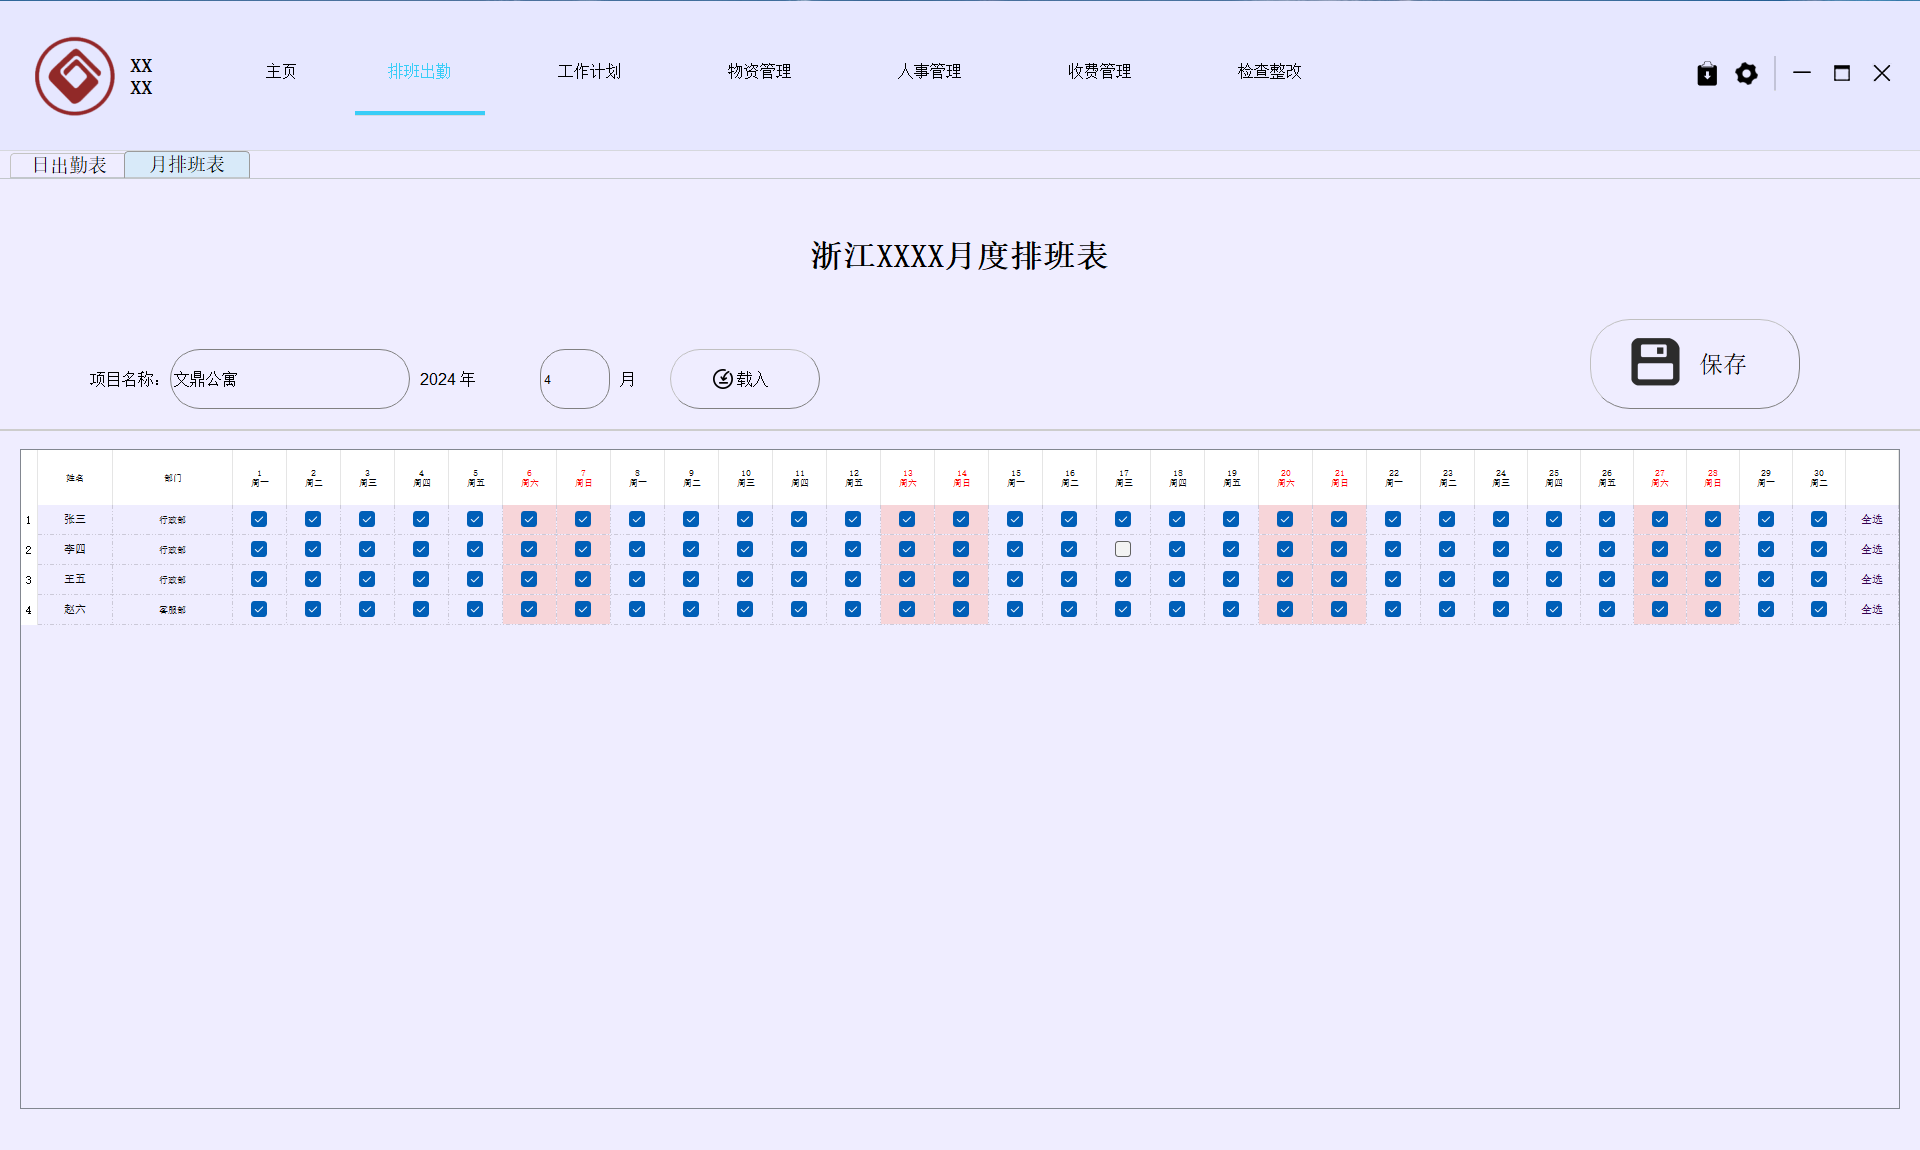 XX
XX
主页 排班出勤 工作计划 物资管理 人事管理 收费管理 检查整改
日出勤表 月排班表
浙江XXXX月度排班表
项目名称: 文鼎公寓 2024 年 4 月 载入 保存
姓名 部门 1 2 3 4 5 6 7 8 9 10 11 12 13 14 15 16 17 18 19 20 21 22 23 24 25 26 27 28 29 30
周一 周二 周三 周四 周五 周六 周日 周一 周二 周三 周四 周五 周六 周日 周一 周二 周三 周四 周五 周六 周日 周一 周二 周三 周四 周五 周六 周日 周一 周二
1 张三 行政部 全选
2 李四 行政部 全选
3 王五 行政部 全选
4 赵六 客服部 全选